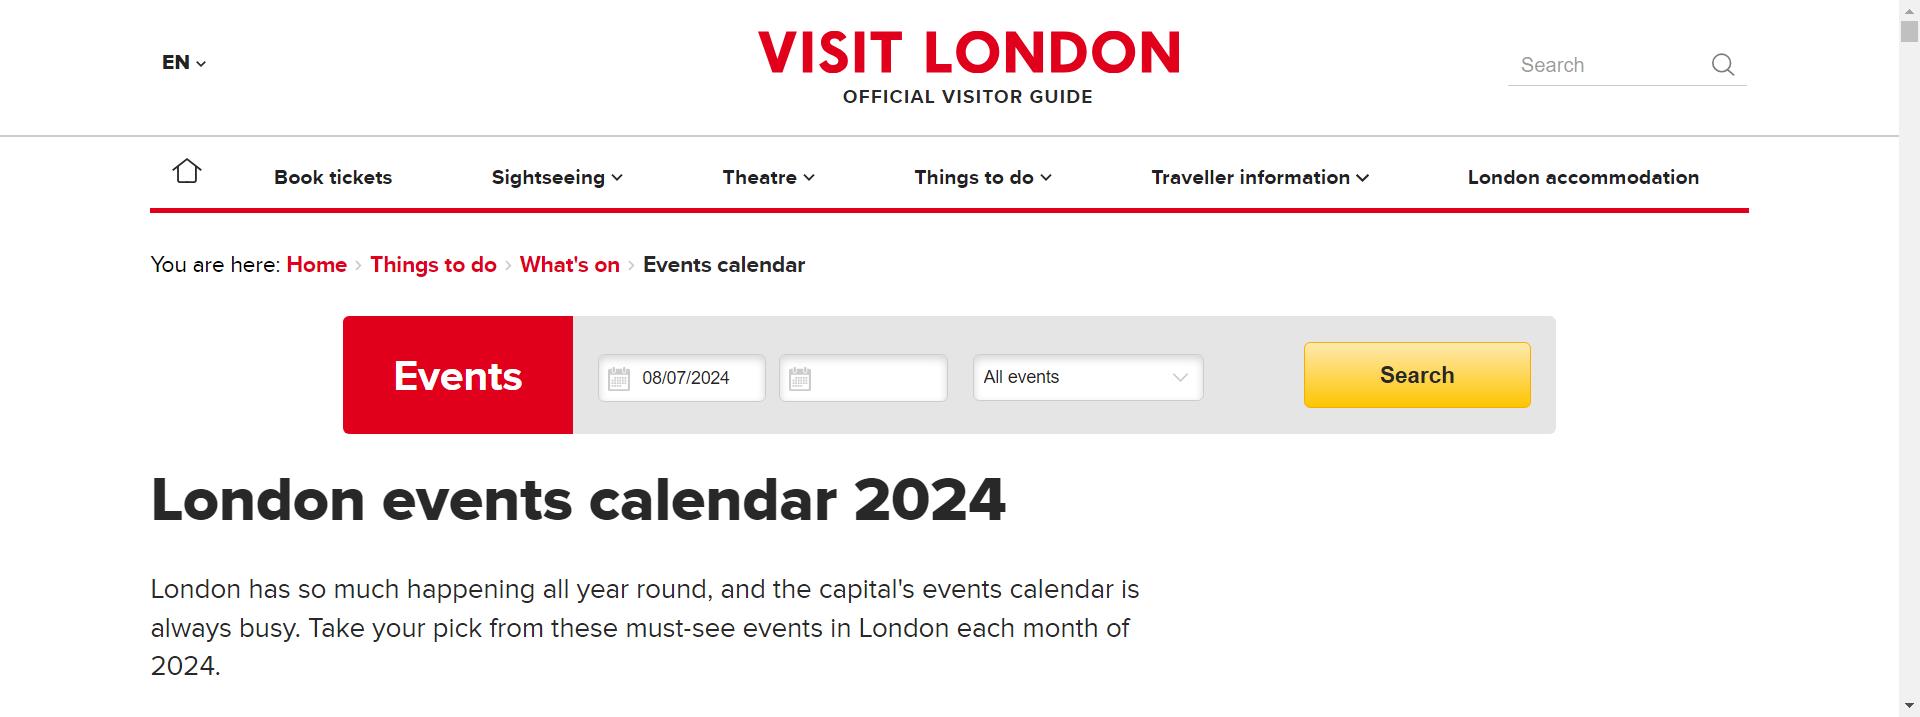 EN
VISIT LONDON
OFFICIAL VISITOR GUIDE
Search
Book tickets
Sightseeing
Theatre
Things to do
Traveller information
London accommodation
You are here: Home › Things to do › What's on › Events calendar
Events
08/07/2024
All events
Search
London events calendar 2024
London has so much happening all year round, and the capital's events calendar is
always busy. Take your pick from these must-see events in London each month of
2024.